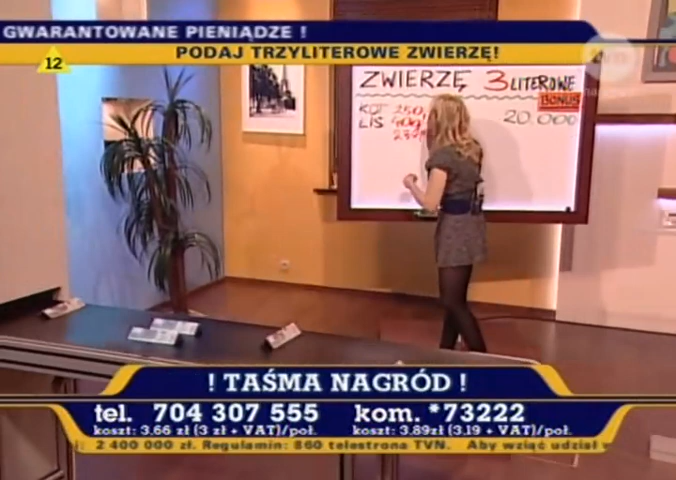 GWARANTOWANE PIENIĄDZE !
PODAJ TRZYLITEROWE ZWIERZĘ!
12
ZWIERZĘ 3 LITEROWE
BONUS
KOT 250,
20.000
LIS 400,
! TAŚMA NAGRÓD !
tel. 704 307 555 kom. *73222
koszt: 3.66 zł (3 zł + VAT)/poł. koszt: 3.89zł (3.19 + VAT)/poł.
2 400 000 zł. Regulamin: 860 telestrona TVN. Aby wziąć udział w